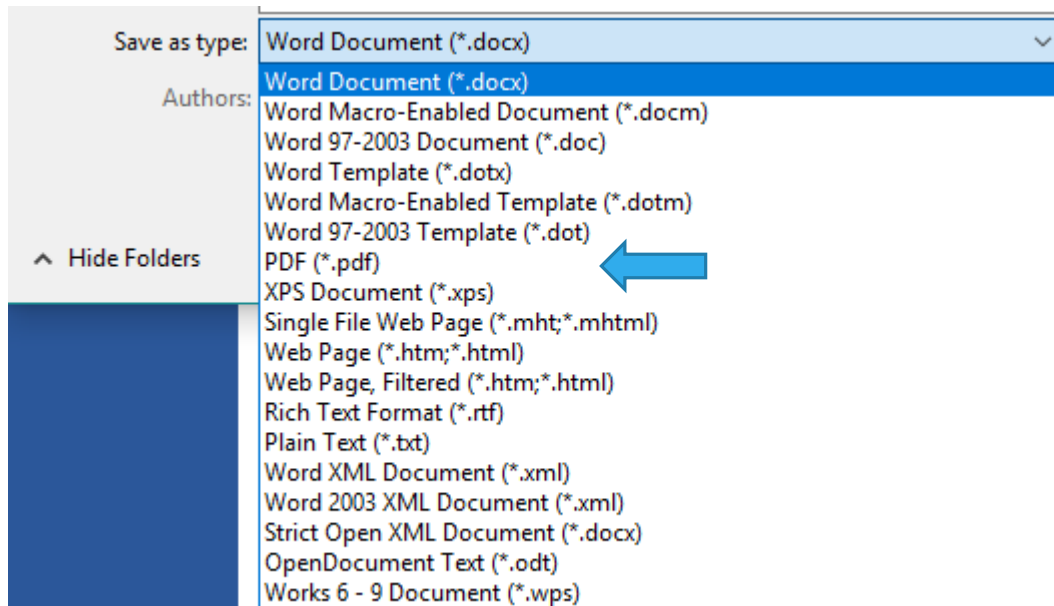 Save as type: Word Document (*.docx)
Authors: Word Document (*.docx)
Word Macro-Enabled Document (*.docm)
Word 97-2003 Document (*.doc)
Word Template (*.dotx)
Word Macro-Enabled Template (*.dotm)
Word 97-2003 Template (*.dot)
Hide Folders PDF (*.pdf)
XPS Document (*.xps)
Single File Web Page (*.mht;*.mhtml)
Web Page (*.htm;*.html)
Web Page, Filtered (*.htm;*.html)
Rich Text Format (*.rtf)
Plain Text (*.txt)
Word XML Document (*.xml)
Word 2003 XML Document (*.xml)
Strict Open XML Document (*.docx)
OpenDocument Text (*.odt)
Works 6 - 9 Document (*.wps)